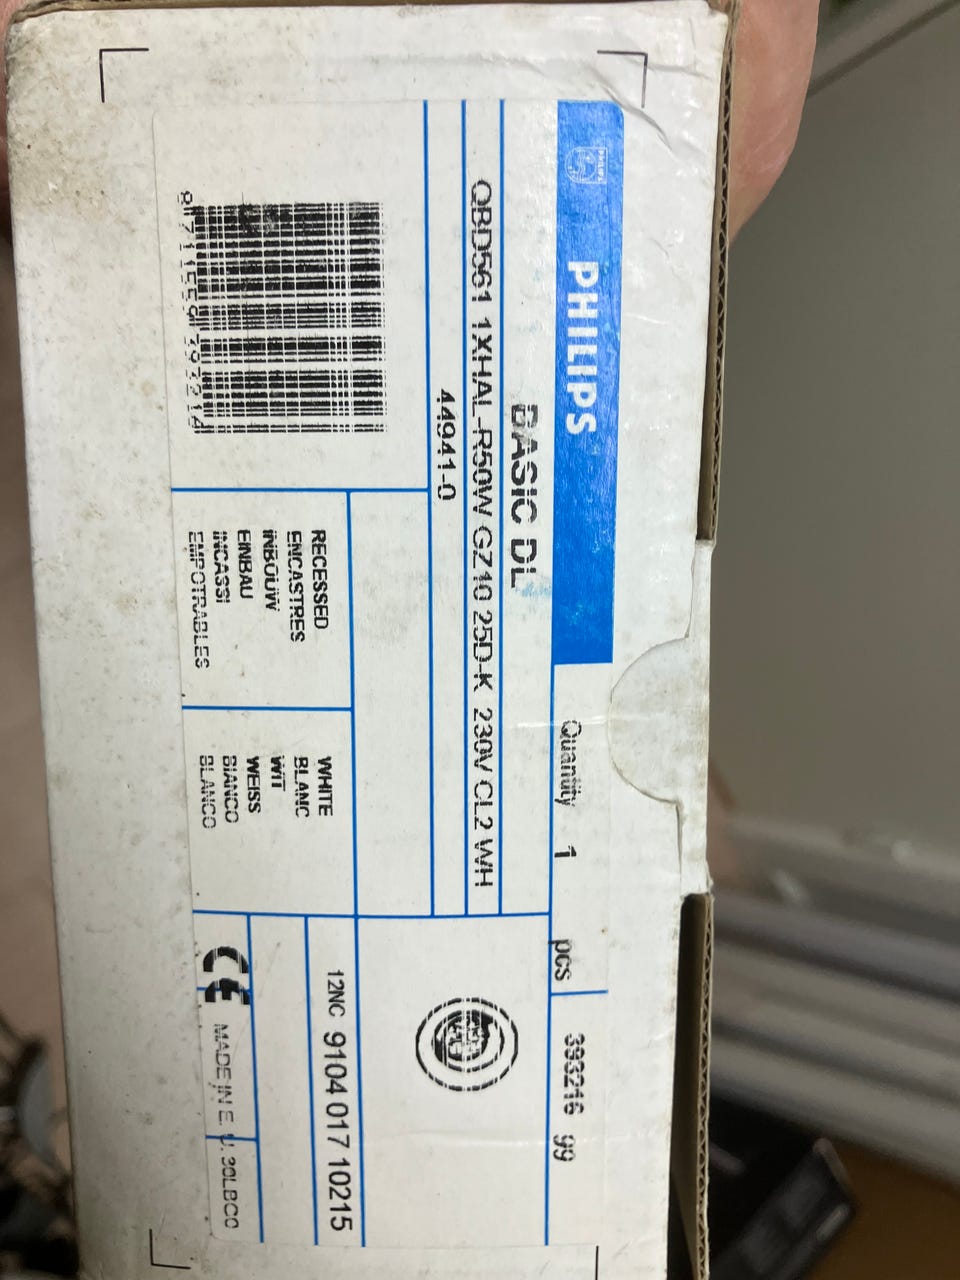 PHILIPS
Quantity 1 pcs
393216 99
BASIC DL
QBD561 1XHAL-R50W GZ10 25D-K 230V CL2 WH
44941-0
RECESSED
ENCASTRES
INBOUW
EINBAU
INCASSI
EMPOTRABLES
WHITE
BLANC
WIT
WEISS
BIANCO
BLANCO
12NC 9104 017 10215
CE MADE IN E. U. 30LBC0